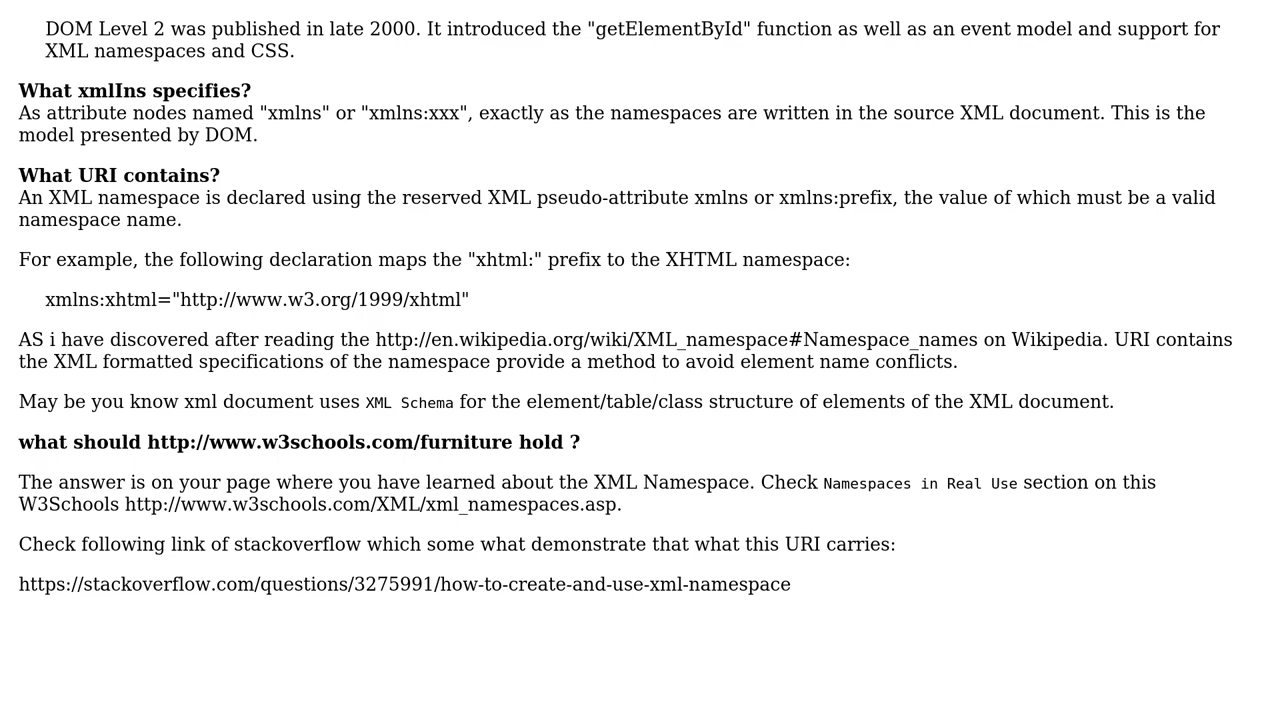 DOM Level 2 was published in late 2000. It introduced the "getElementById" function as well as an event model and support for
XML namespaces and CSS.
What xmlIns specifies?
As attribute nodes named "xmlns" or "xmlns:xxx", exactly as the namespaces are written in the source XML document. This is the
model presented by DOM.
What URI contains?
An XML namespace is declared using the reserved XML pseudo-attribute xmlns or xmlns:prefix, the value of which must be a valid
namespace name.
For example, the following declaration maps the "xhtml:" prefix to the XHTML namespace:
xmlns:xhtml="http://www.w3.org/1999/xhtml"
AS i have discovered after reading the http://en.wikipedia.org/wiki/XML_namespace#Namespace_names on Wikipedia. URI contains
the XML formatted specifications of the namespace provide a method to avoid element name conflicts.
May be you know xml document uses XML Schema for the element/table/class structure of elements of the XML document.
what should http://www.w3schools.com/furniture hold ?
The answer is on your page where you have learned about the XML Namespace. Check Namespaces in Real Use section on this
W3Schools http://www.w3schools.com/XML/xml_namespaces.asp.
Check following link of stackoverflow which some what demonstrate that what this URI carries:
https://stackoverflow.com/questions/3275991/how-to-create-and-use-xml-namespace